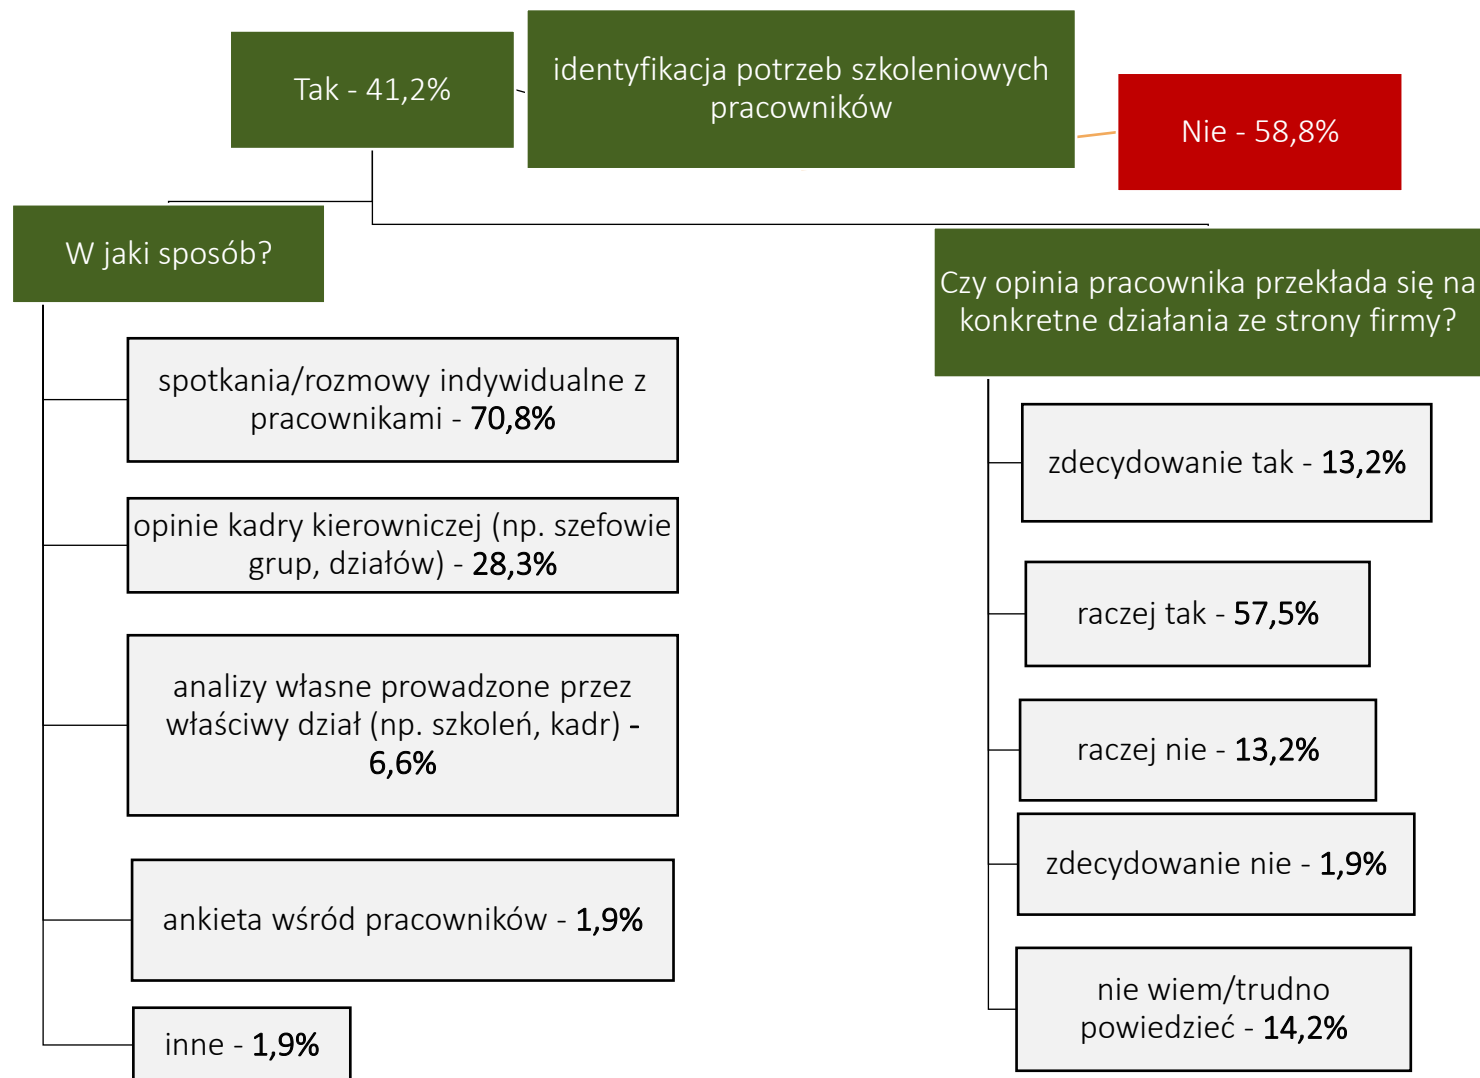 Tak - 41,2%
identyfikacja potrzeb szkoleniowych
pracowników
Nie - 58,8%
W jaki sposób?
spotkania/rozmowy indywidualne z
pracownikami - 70,8%
opinie kadry kierowniczej (np. szefowie
grup, działów) - 28,3%
analizy własne prowadzone przez
właściwy dział (np. szkoleń, kadr) -
6,6%
ankieta wśród pracowników - 1,9%
inne - 1,9%
Czy opinia pracownika przekłada się na
konkretne działania ze strony firmy?
zdecydowanie tak - 13,2%
raczej tak - 57,5%
raczej nie - 13,2%
zdecydowanie nie - 1,9%
nie wiem/trudno
powiedzieć - 14,2%